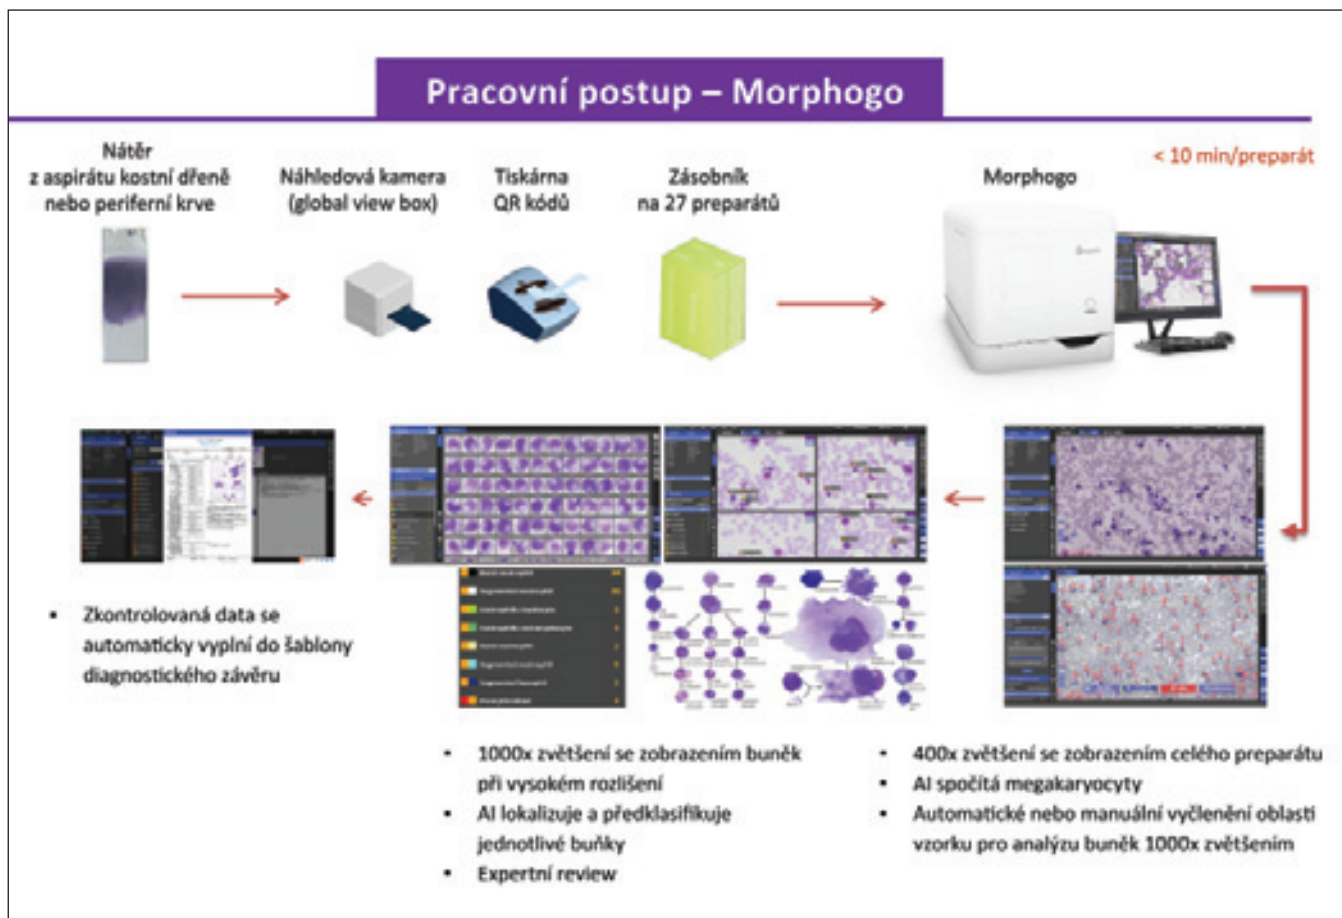 Pracovní postup – Morphogo
Nátěr
z aspirátu kostní dřeně
nebo periferní krve
Náhledová kamera
(global view box)
Tiskárna
QR kódů
Zásobník
na 27 preparátů
Morphogo
< 10 min/preparát
▪ Zkontrolovaná data se
automaticky vyplní do šablony
diagnostického závěru
▪ 1000x zvětšení se zobrazením buněk
při vysokém rozlišení
▪ AI lokalizuje a předklasifikuje
jednotlivé buňky
▪ Expertní review
▪ 400x zvětšení se zobrazením celého preparátu
▪ AI spočítá megakaryocyty
▪ Automatické nebo manuální vyčlenění oblasti
vzorku pro analýzu buněk 1000x zvětšením